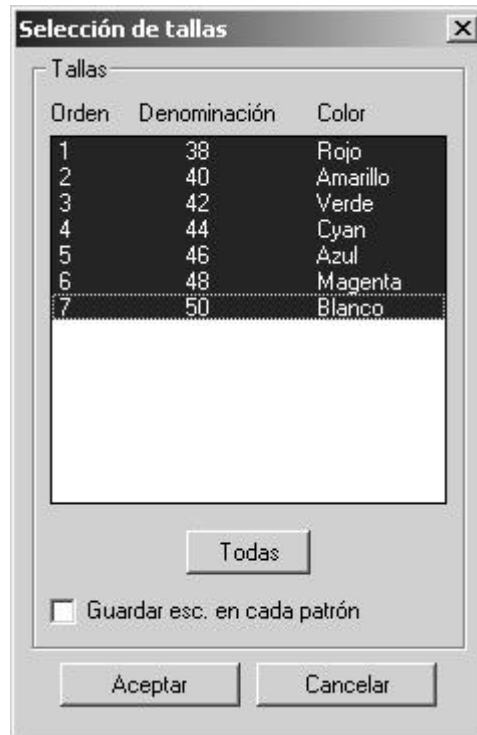 Selección de tallas
Tallas
Orden Denominación Color
1 38 Rojo
2 40 Amarillo
3 42 Verde
4 44 Cyan
5 46 Azul
6 48 Magenta
7 50 Blanco
Todas
Guardar esc. en cada patrón
Aceptar Cancelar